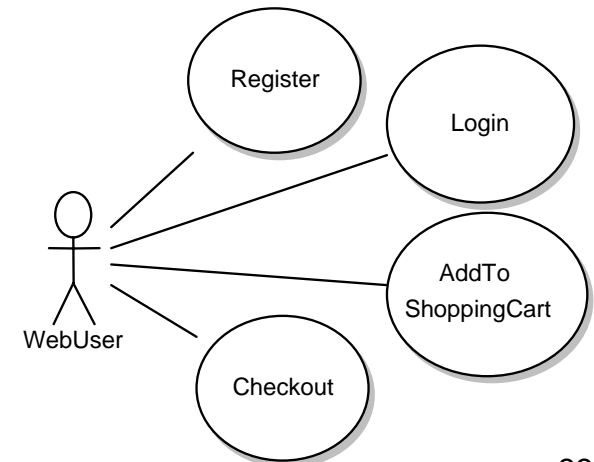 Register
Login
AddTo
ShoppingCart
WebUser
Checkout